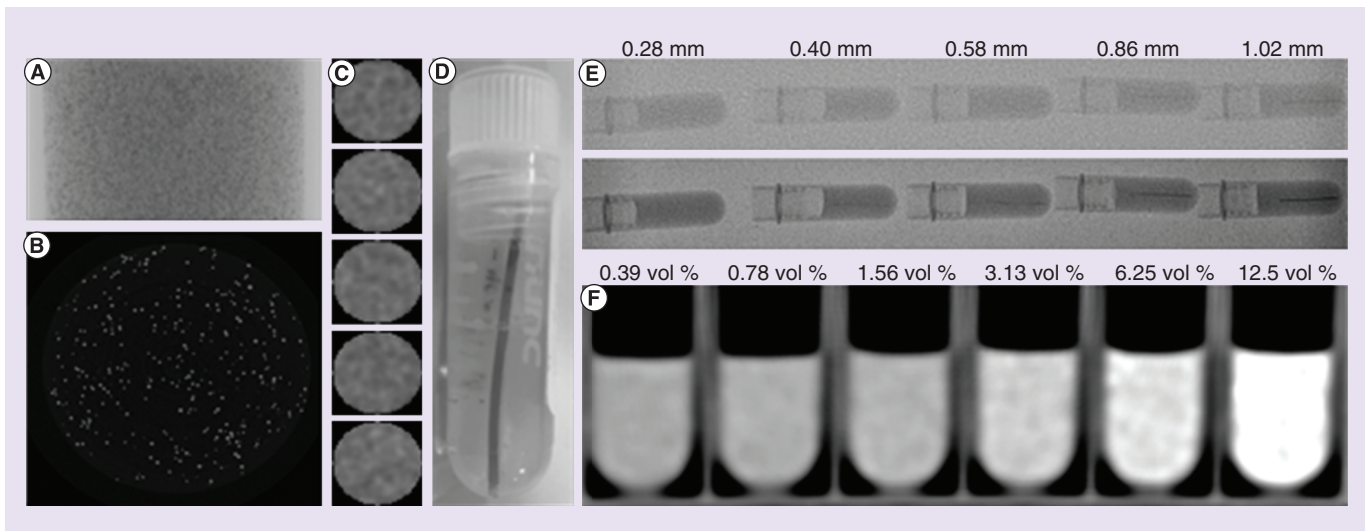 A
B
C
D
E
0.28 mm
0.40 mm
0.58 mm
0.86 mm
1.02 mm
0.39 vol %
0.78 vol %
1.56 vol %
3.13 vol %
6.25 vol %
12.5 vol %
F